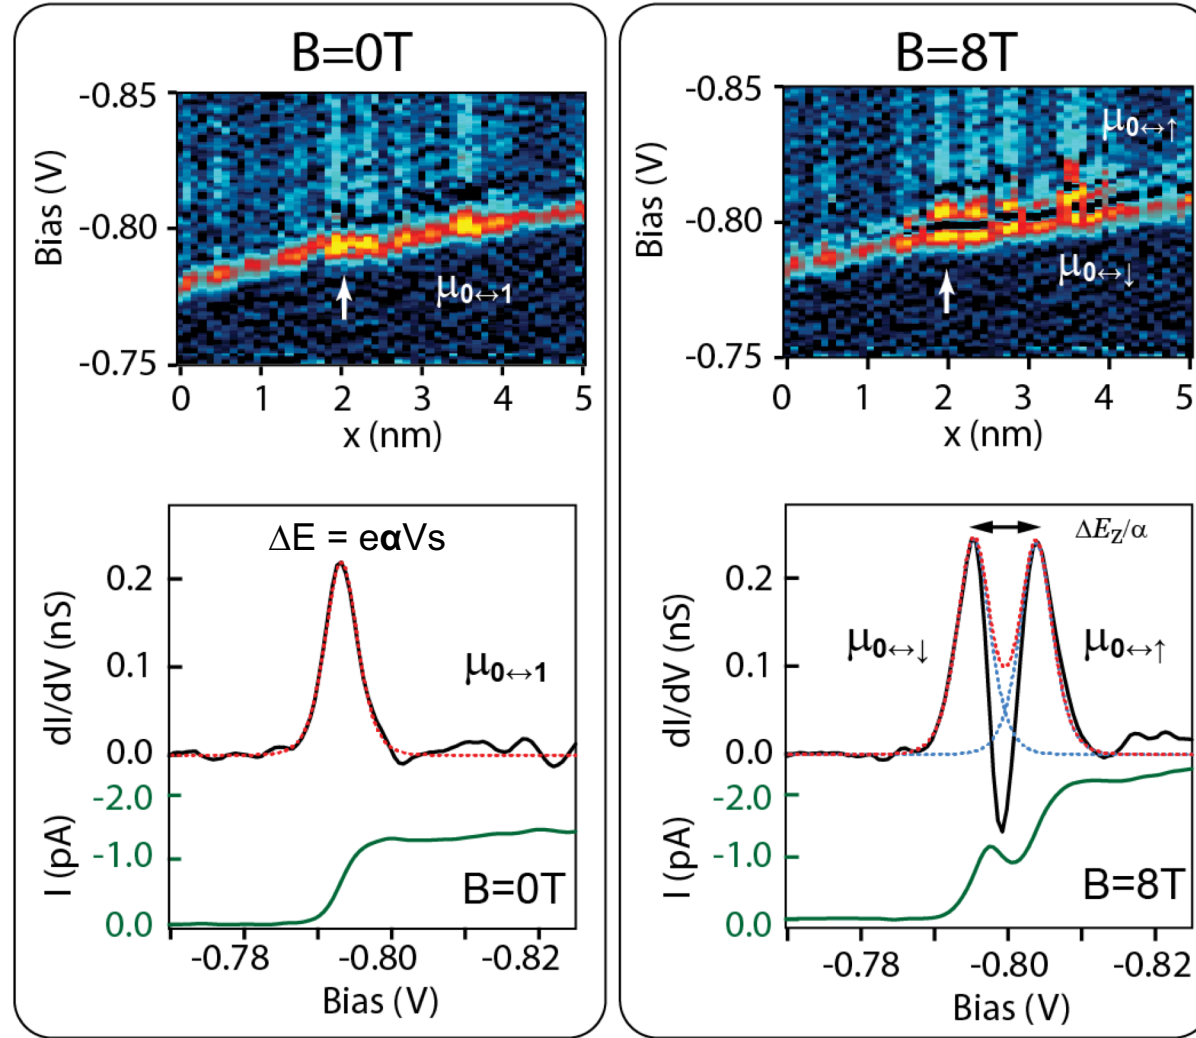 B=0T
-0.85
-0.80
-0.75
Bias (V)
μ0↔1
0 1 2 3 4 5
x (nm)
ΔE = eαVs
0.2
0.1
0.0
dI/dV (nS)
μ0↔1
-2.0
-1.0
0.0
I (pA)
B=0T
-0.78 -0.80 -0.82
Bias (V)
B=8T
-0.85
-0.80
-0.75
Bias (V)
μ0↔↑
μ0↔↓
0 1 2 3 4 5
x (nm)
ΔEZ/α
0.2
0.1
0.0
dI/dV (nS)
μ0↔↓ μ0↔↑
-2.0
-1.0
0.0
I (pA)
B=8T
-0.78 -0.80 -0.82
Bias (V)